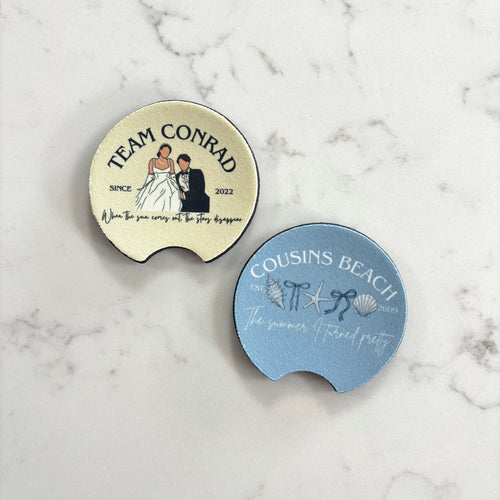 TEAM CONRAD
SINCE 2022
When the sun comes out, the stars disappear
COUSINS BEACH
EST 2009
The summer I turned pretty